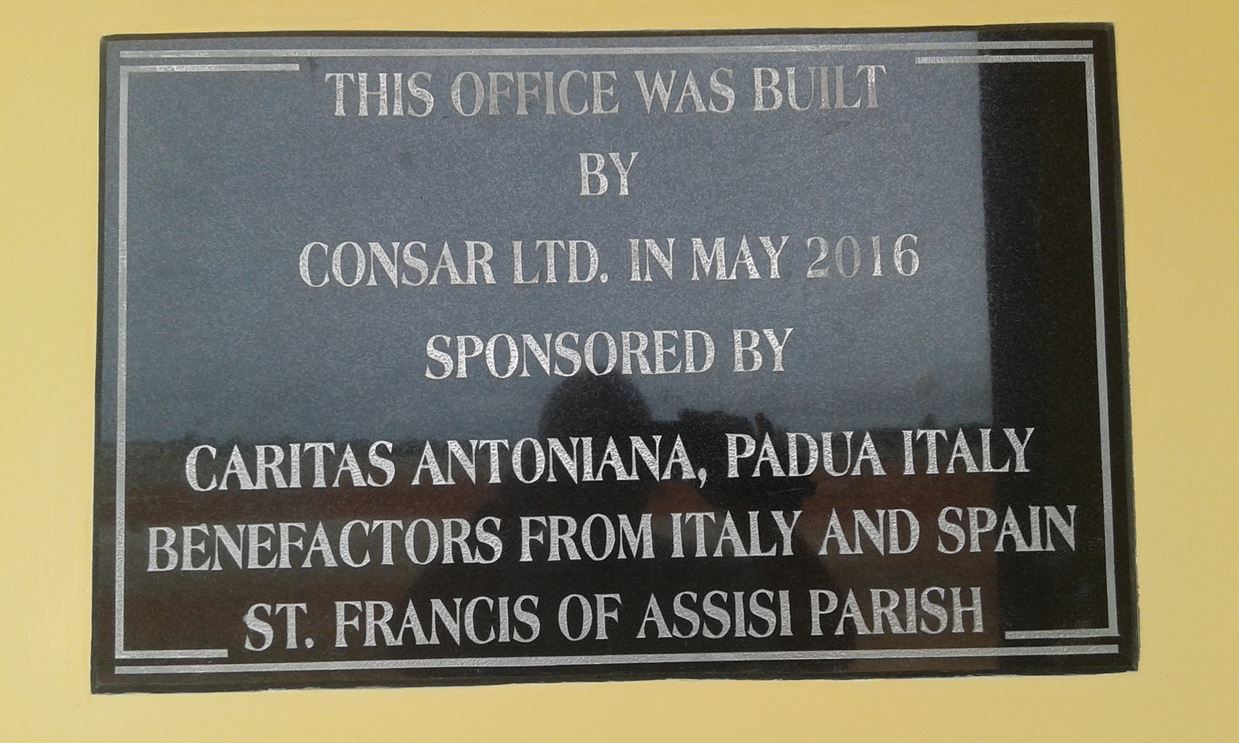 THIS OFFICE WAS BUILT
BY
CONSAR LTD. IN MAY 2016
SPONSORED BY
CARITAS ANTONIANA, PADUA ITALY
BENEFACTORS FROM ITALY AND SPAIN
ST. FRANCIS OF ASSISI PARISH